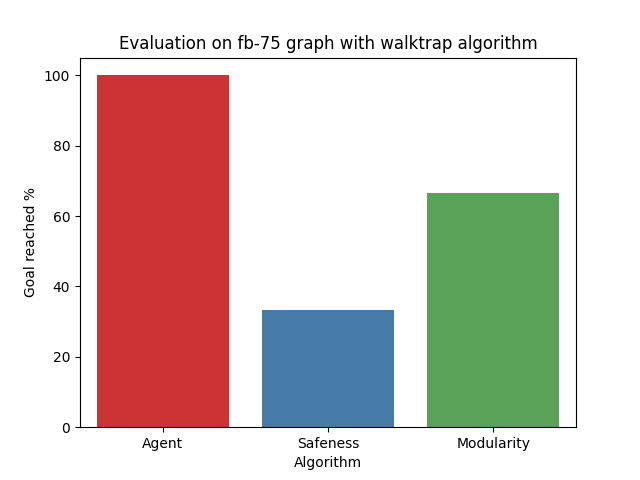 Evaluation on fb-75 graph with walktrap algorithm
Goal reached %
100
80
60
40
20
0
Agent
Safeness
Modularity
Algorithm